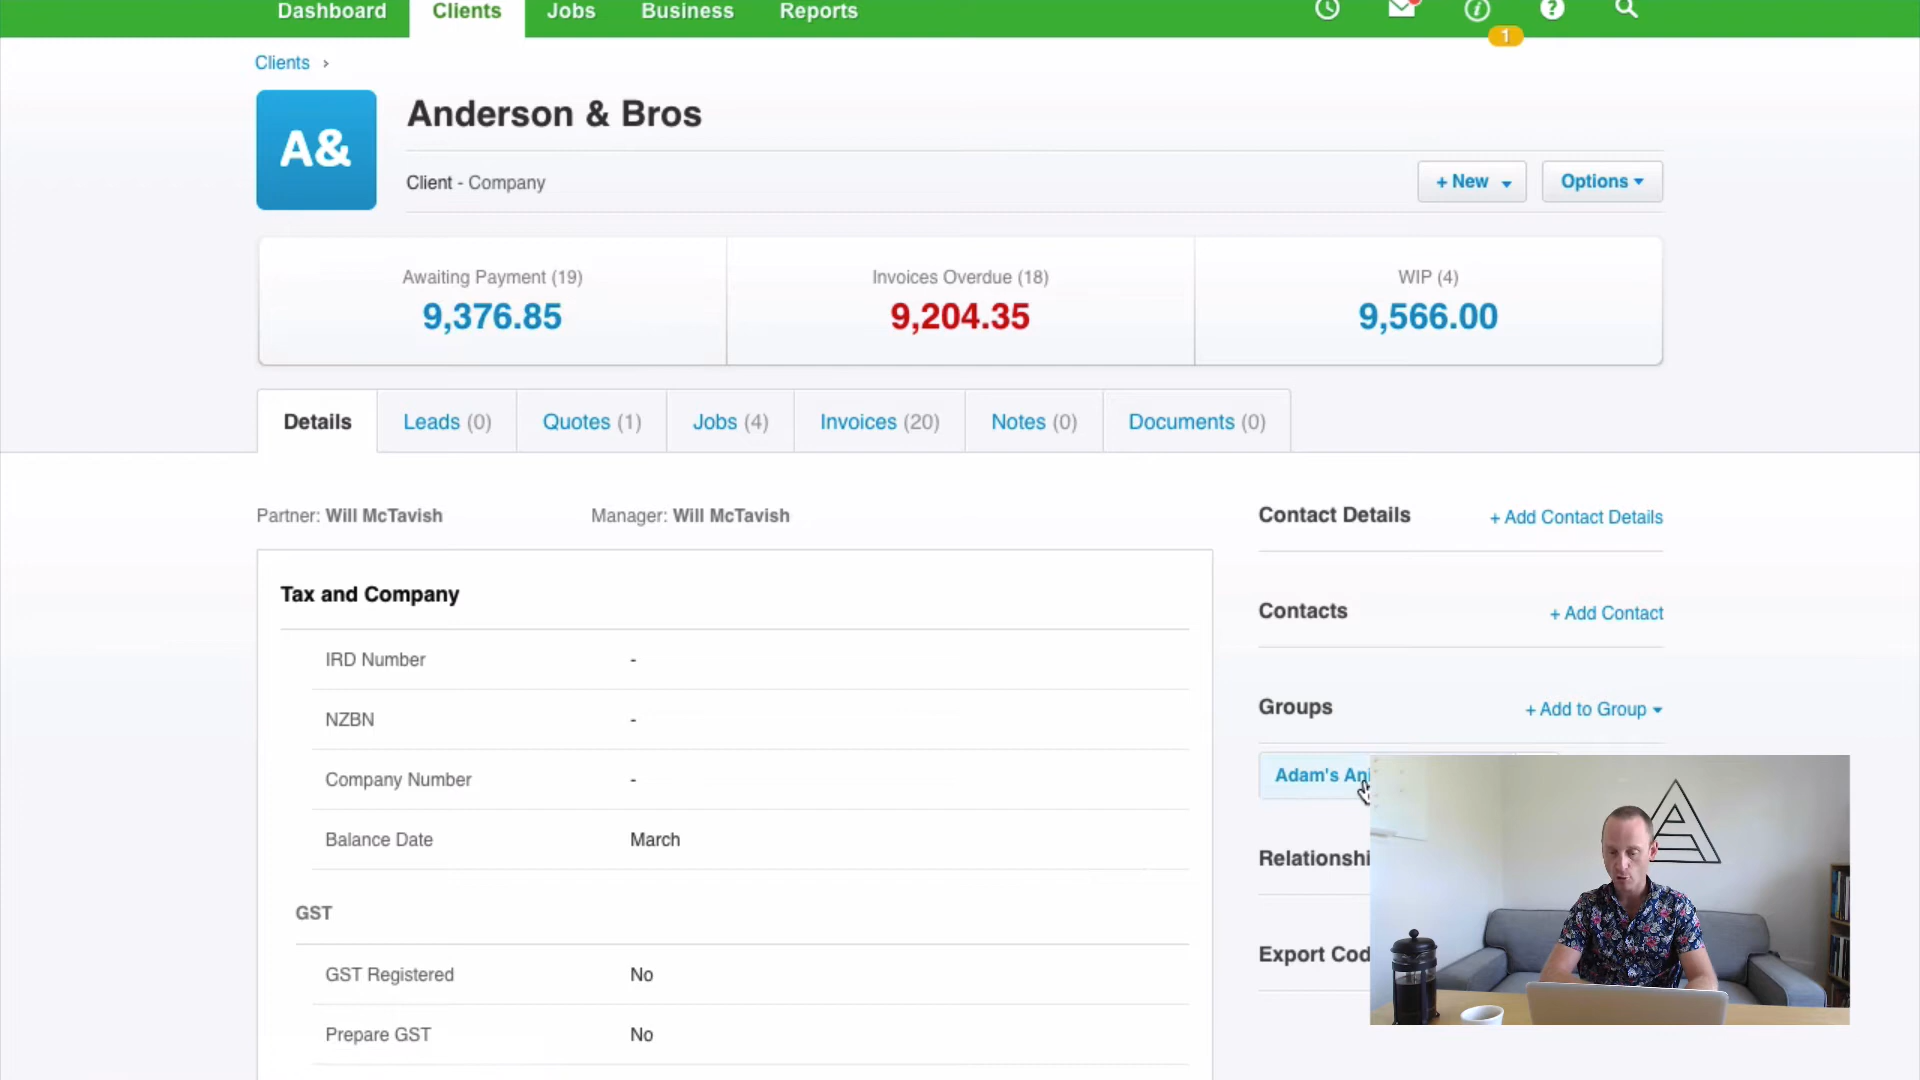 Dashboard Clients Jobs Business Reports
1
Clients ›
A&
Anderson & Bros
Client - Company
+ New
Options
Awaiting Payment (19)
9,376.85
Invoices Overdue (18)
9,204.35
WIP (4)
9,566.00
Details
Leads (0)
Quotes (1)
Jobs (4)
Invoices (20)
Notes (0)
Documents (0)
Partner: Will McTavish
Manager: Will McTavish
Tax and Company
IRD Number -
NZBN -
Company Number -
Balance Date March
GST
GST Registered No
Prepare GST No
Contact Details
+ Add Contact Details
Contacts
+ Add Contact
Groups
+ Add to Group
Adam's
Export